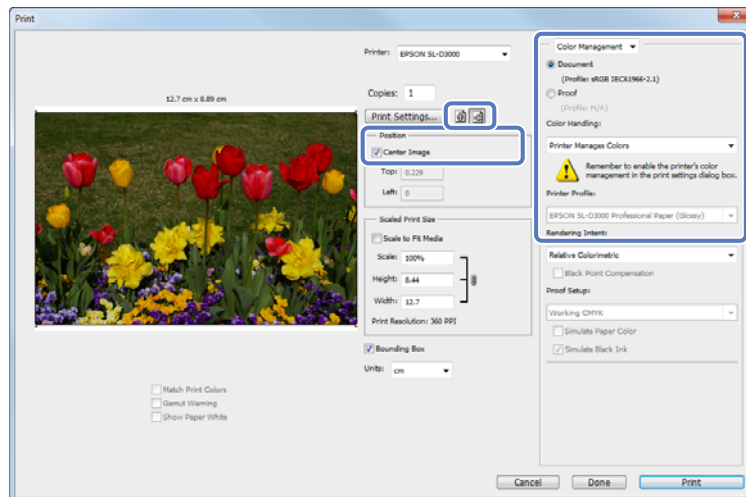 Print
x
12.7 cm x 8.89 cm
Match Print Colors
Gamut Warning
Show Paper White
Printer: EPSON SL-D3000
Copies: 1
Print Settings...
Position
Center Image
Top: 0.229
Left: 0
Scaled Print Size
Scale to Fit Media
Scale: 100%
Height: 8.44
Width: 12.7
Print Resolution: 360 PPI
Bounding Box
Units: cm
Color Management
Document
(Profile: sRGB IEC61966-2.1)
Proof
(Profile: N/A)
Color Handling:
Printer Manages Colors
Remember to enable the printer's color
management in the print settings dialog box.
Printer Profile:
EPSON SL-D3000 Professional Paper (Glossy)
Rendering Intent:
Relative Colorimetric
Black Point Compensation
Proof Setup:
Working CMYK
Simulate Paper Color
Simulate Black Ink
Cancel
Done
Print